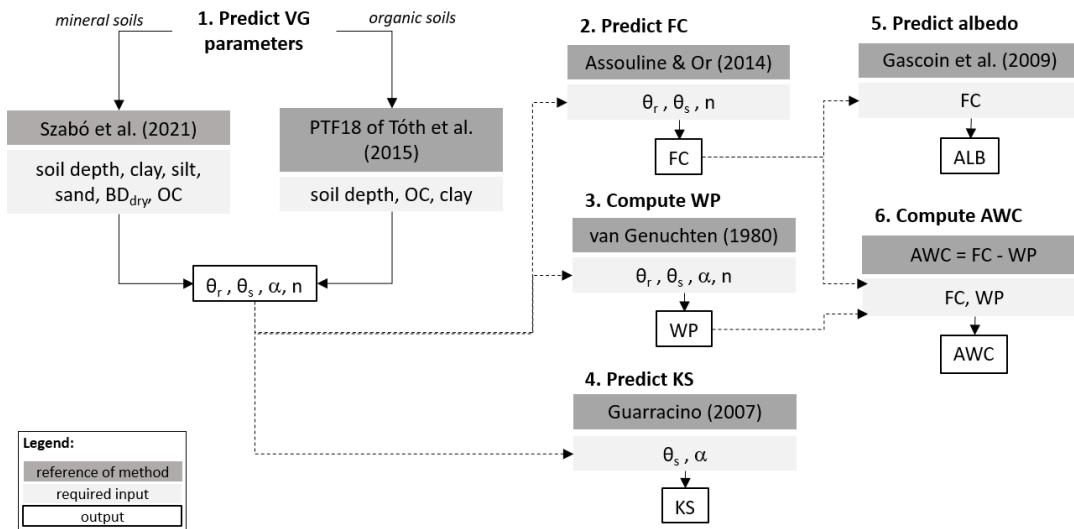 mineral soils
1. Predict VG
parameters
organic soils
Szabó et al. (2021)
soil depth, clay, silt,
sand, BDdry, OC
PTF18 of Tóth et al.
(2015)
soil depth, OC, clay
θr , θs , α, n
2. Predict FC
Assouline & Or (2014)
θr , θs , n
FC
3. Compute WP
van Genuchten (1980)
θr , θs , α, n
WP
4. Predict KS
Guarracino (2007)
θs , α
KS
5. Predict albedo
Gascoin et al. (2009)
FC
ALB
6. Compute AWC
AWC = FC - WP
FC, WP
AWC
Legend:
reference of method
required input
output